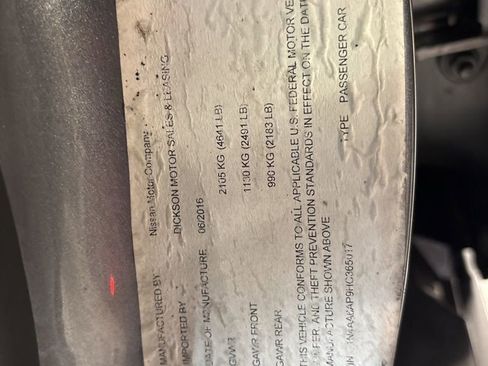 MANUFACTURED BY Nissan Motor Company
IMPORTED BY DICKSON MOTOR SALES & LEASING
DATE OF MANUFACTURE 06/2016
GVWR 2105 KG (4641 LB)
GAWR FRONT 1130 KG (2491 LB)
GAWR REAR 990 KG (2183 LB)
THIS VEHICLE CONFORMS TO ALL APPLICABLE U.S. FEDERAL MOTOR VE
AND THEFT PREVENTION STANDARDS IN EFFECT ON THE DAT
MANUFACTURE SHOWN ABOVE
TYPE PASSENGER CAR